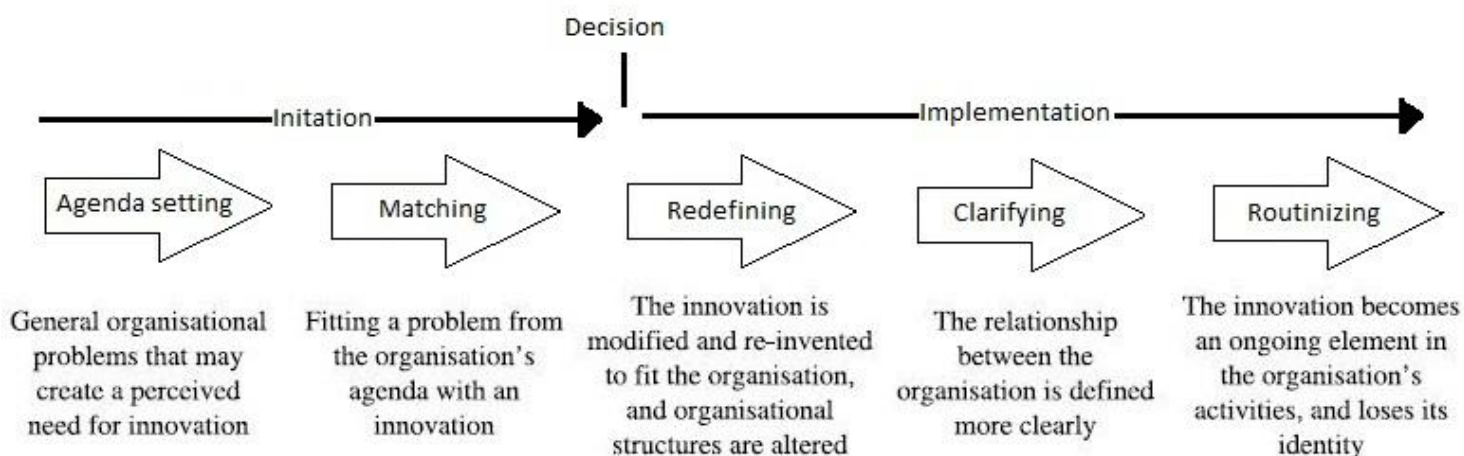 Decision
Initation
Implementation
Agenda setting
Matching
Redefining
Clarifying
Routinizing
General organisational
problems that may
create a perceived
need for innovation
Fitting a problem from
the organisation's
agenda with an
innovation
The innovation is
modified and re-invented
to fit the organisation,
and organisational
structures are altered
The relationship
between the
organisation is defined
more clearly
The innovation becomes
an ongoing element in
the organisation's
activities, and loses its
identity